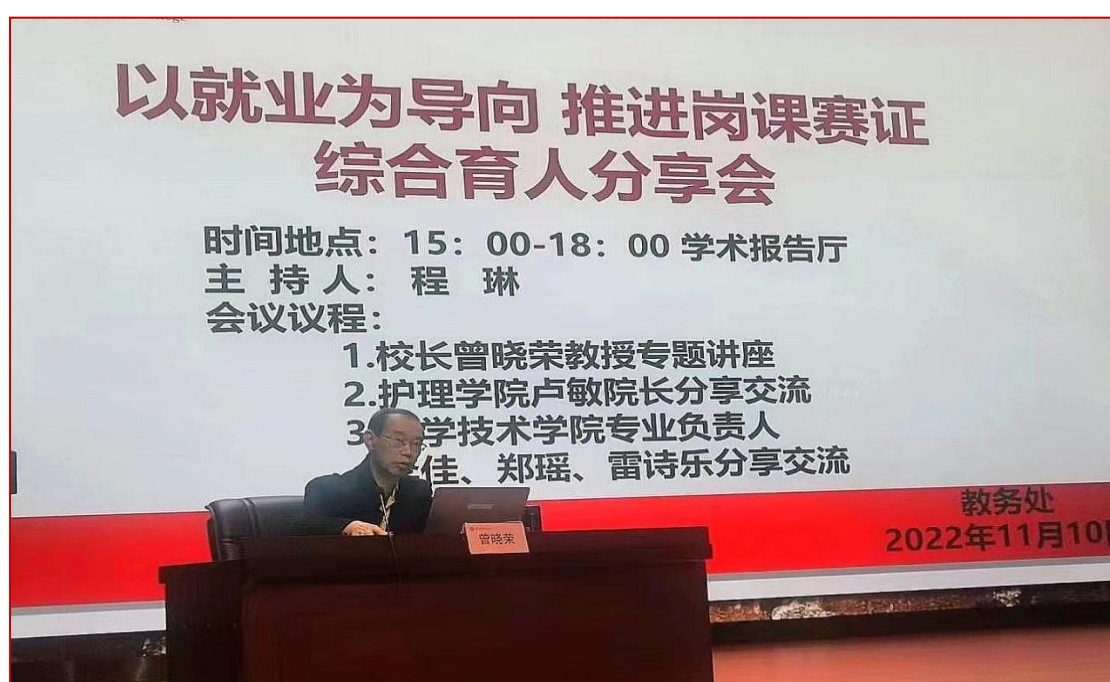 以就业为导向 推进岗课赛证
综合育人分享会
时间地点：15：00-18：00 学术报告厅
主 持 人： 程 琳
会议议程：
1.校长曾晓荣教授专题讲座
2.护理学院卢敏院长分享交流
3 学技术学院专业负责人
佳、郑瑶、雷诗乐分享交流
教务处
2022年11月10
曾晓荣